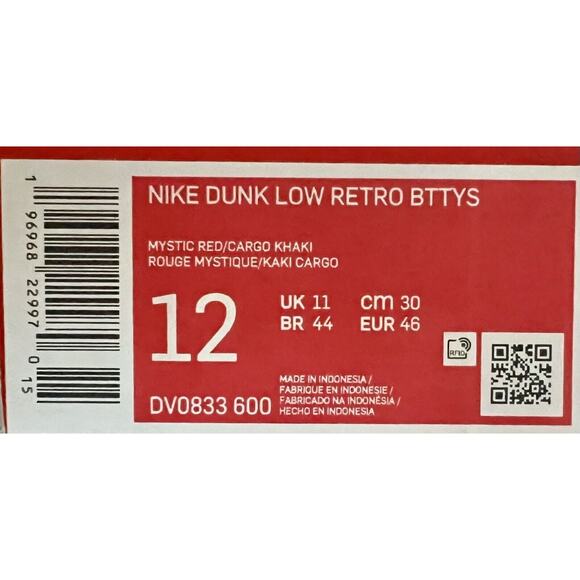 1 96968 22997 0 15
NIKE DUNK LOW RETRO BTTYS
MYSTIC RED/CARGO KHAKI
ROUGE MYSTIQUE/KAKI CARGO
12
UK 11 cm 30
BR 44 EUR 46
RFID
DV0833 600
MADE IN INDONESIA /
FABRIQUE EN INDONESIE /
FABRICADO NA INDONÉSIA /
HECHO EN INDONESIA